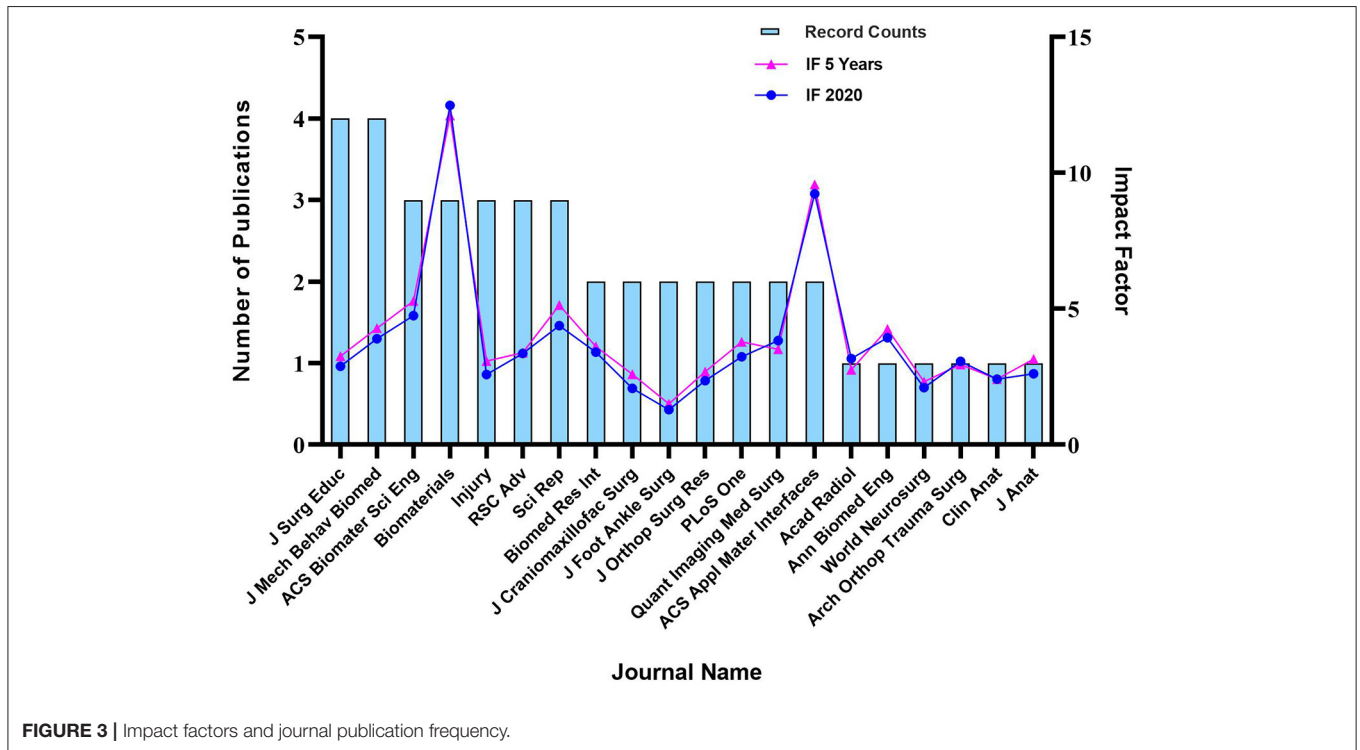 Record Counts
IF 5 Years
IF 2020
Number of Publications
5
4
3
2
1
0
Impact Factor
15
10
5
0
J Surg Educ
J Mech Behav Biomed
ACS Biomater Sci Eng
Biomaterials
Injury
RSC Adv
Sci Rep
Biomed Res Int
J Craniomaxillofac Surg
J Foot Ankle Surg
J Orthop Surg Res
PLoS One
Quant Imaging Med Surg
ACS Appl Mater Interfaces
Acad Radiol
Ann Biomed Eng
World Neurosurg
Arch Orthop Trauma Surg
Clin Anat
J Anat
Journal Name
FIGURE 3 | Impact factors and journal publication frequency.